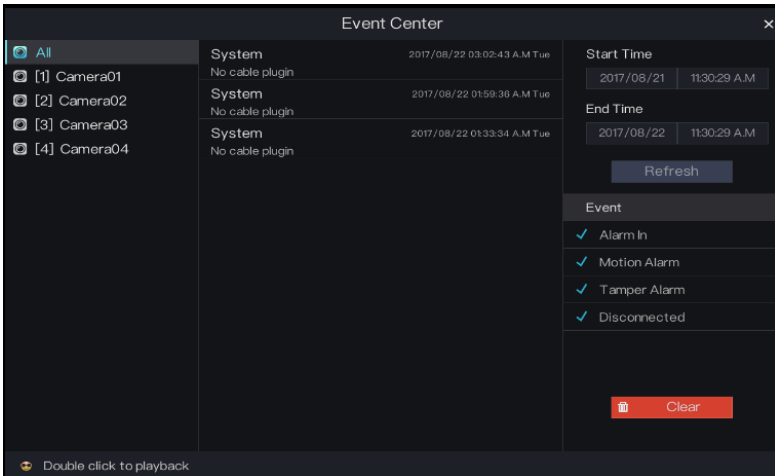 Event Center
×
All
[1] Camera01
[2] Camera02
[3] Camera03
[4] Camera04
System 2017/08/22 03:02:43 A.M Tue
No cable plugin
System 2017/08/22 01:59:36 A.M Tue
No cable plugin
System 2017/08/22 01:33:34 A.M Tue
No cable plugin
Start Time
2017/08/21 11:30:29 A.M
End Time
2017/08/22 11:30:29 A.M
Refresh
Event
Alarm In
Motion Alarm
Tamper Alarm
Disconnected
Clear
Double click to playback